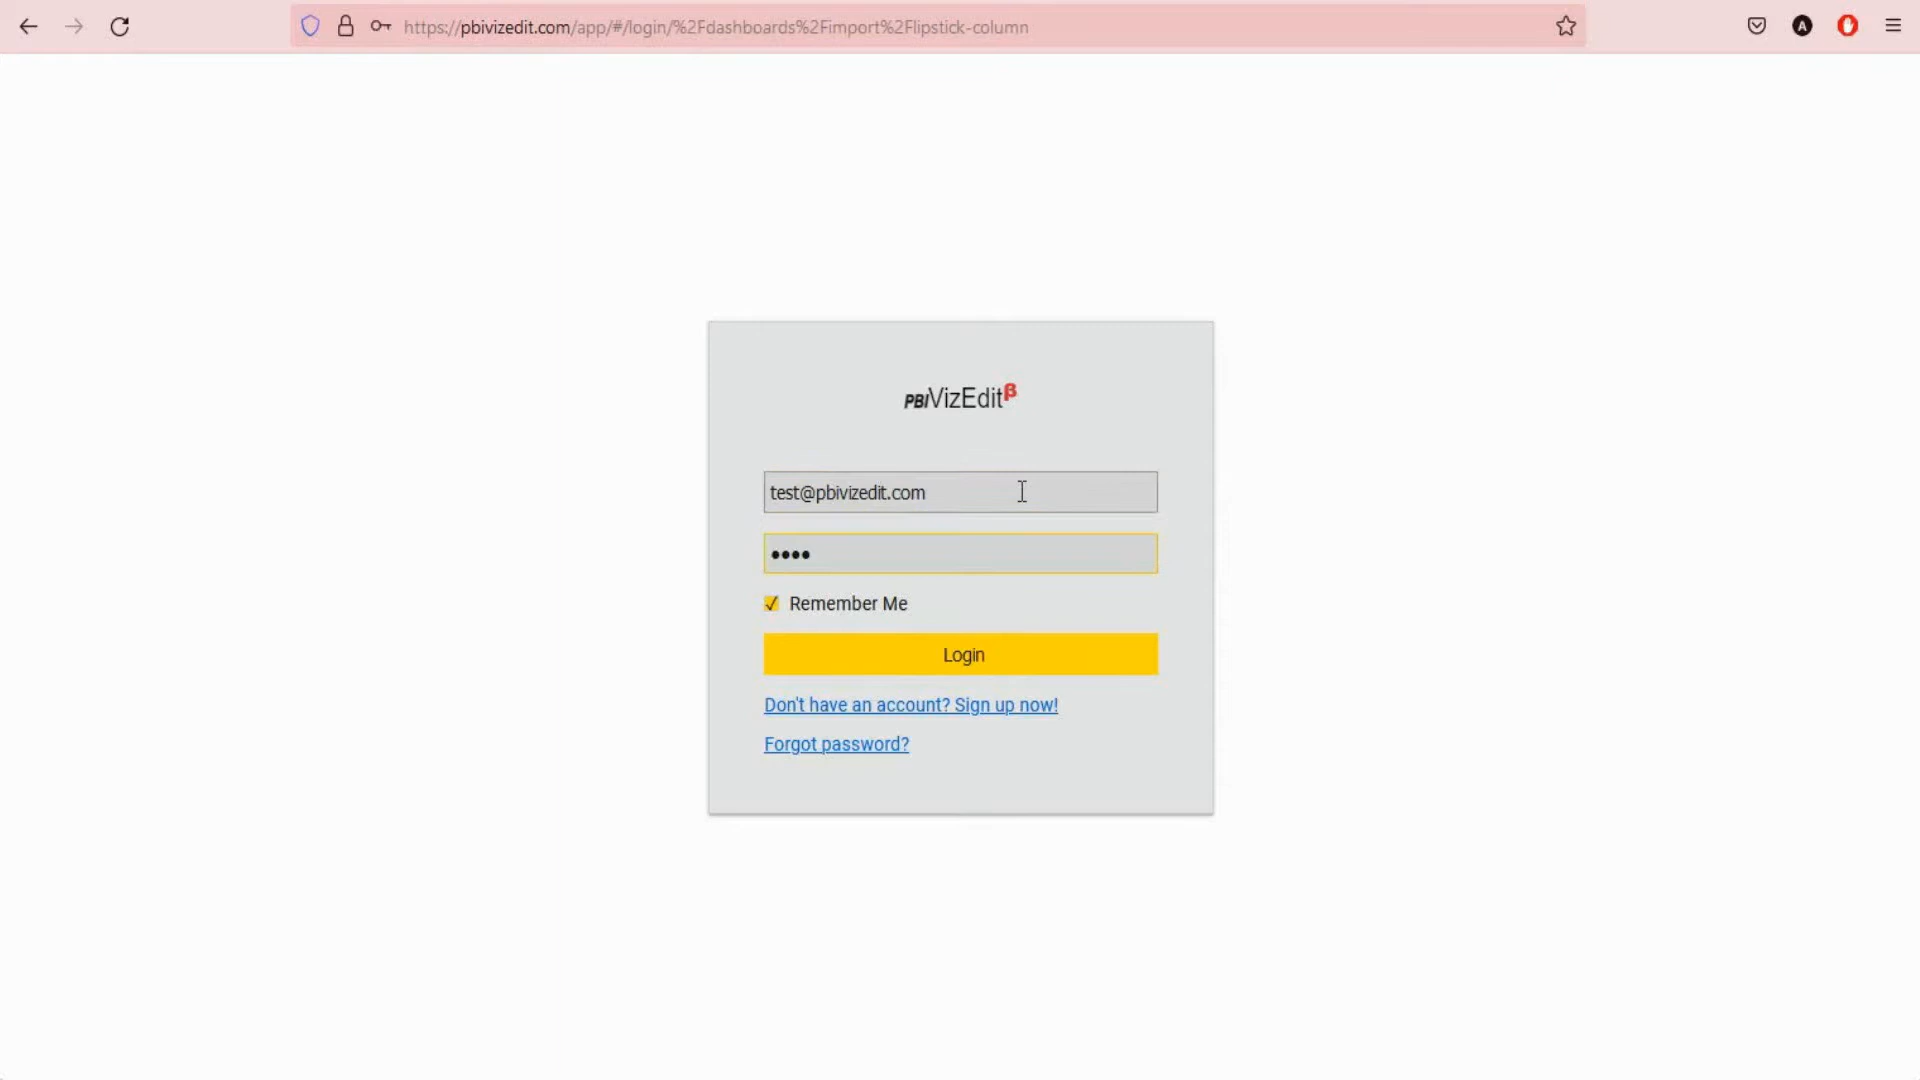 https://pbivizedit.com/app/#/login/%2Fdashboards%2Fimport%2Flipstick-column
A
PBIVizEditβ
test@pbivizedit.com
••••
Remember Me
Login
Don't have an account? Sign up now!
Forgot password?